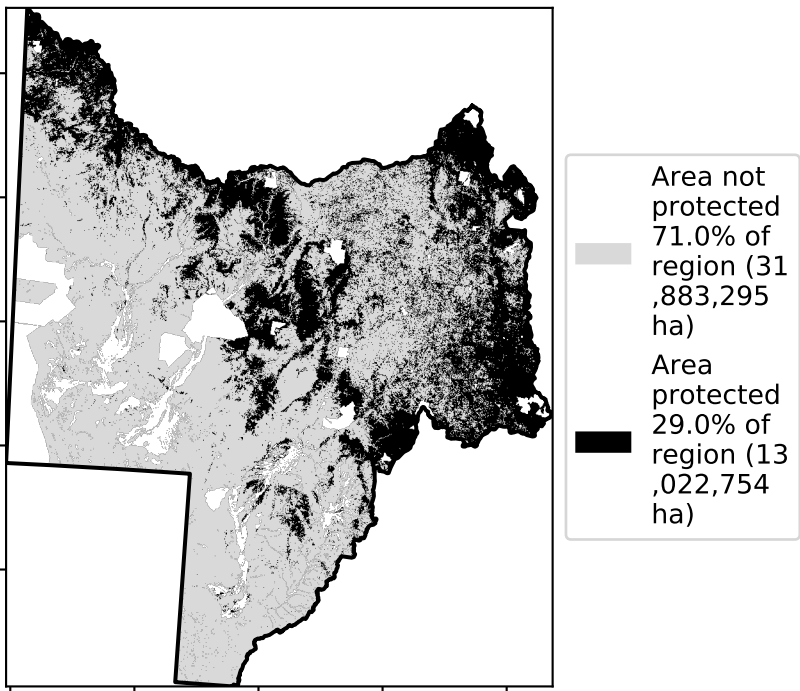 Area not
protected
71.0% of
region (31
,883,295
ha)
Area
protected
29.0% of
region (13
,022,754
ha)